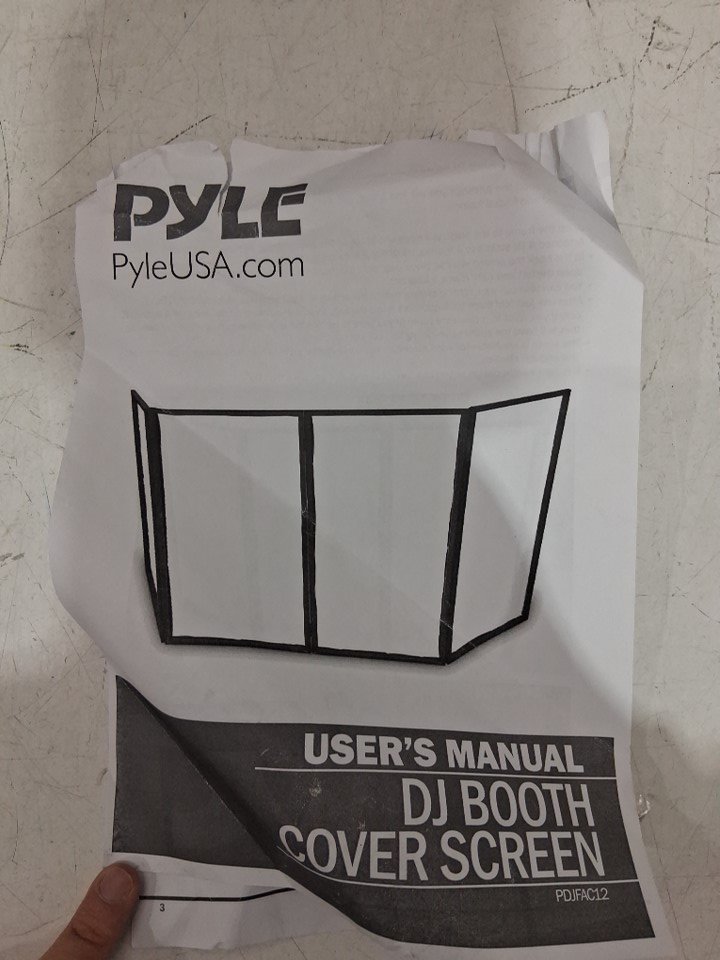 PYLE
PyleUSA.com
USER'S MANUAL
DJ BOOTH
COVER SCREEN
PDJFAC12
3